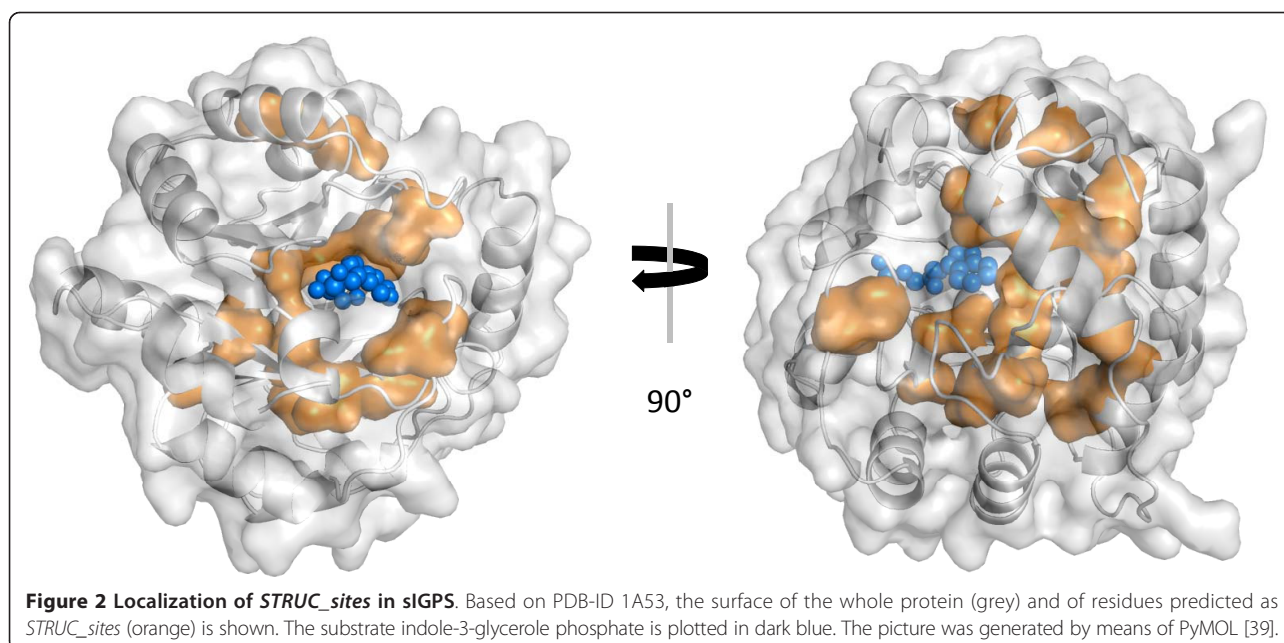 90°
Figure 2 Localization of STRUC_sites in sIGPS. Based on PDB-ID 1A53, the surface of the whole protein (grey) and of residues predicted as
STRUC_sites (orange) is shown. The substrate indole-3-glycerole phosphate is plotted in dark blue. The picture was generated by means of PyMOL [39].